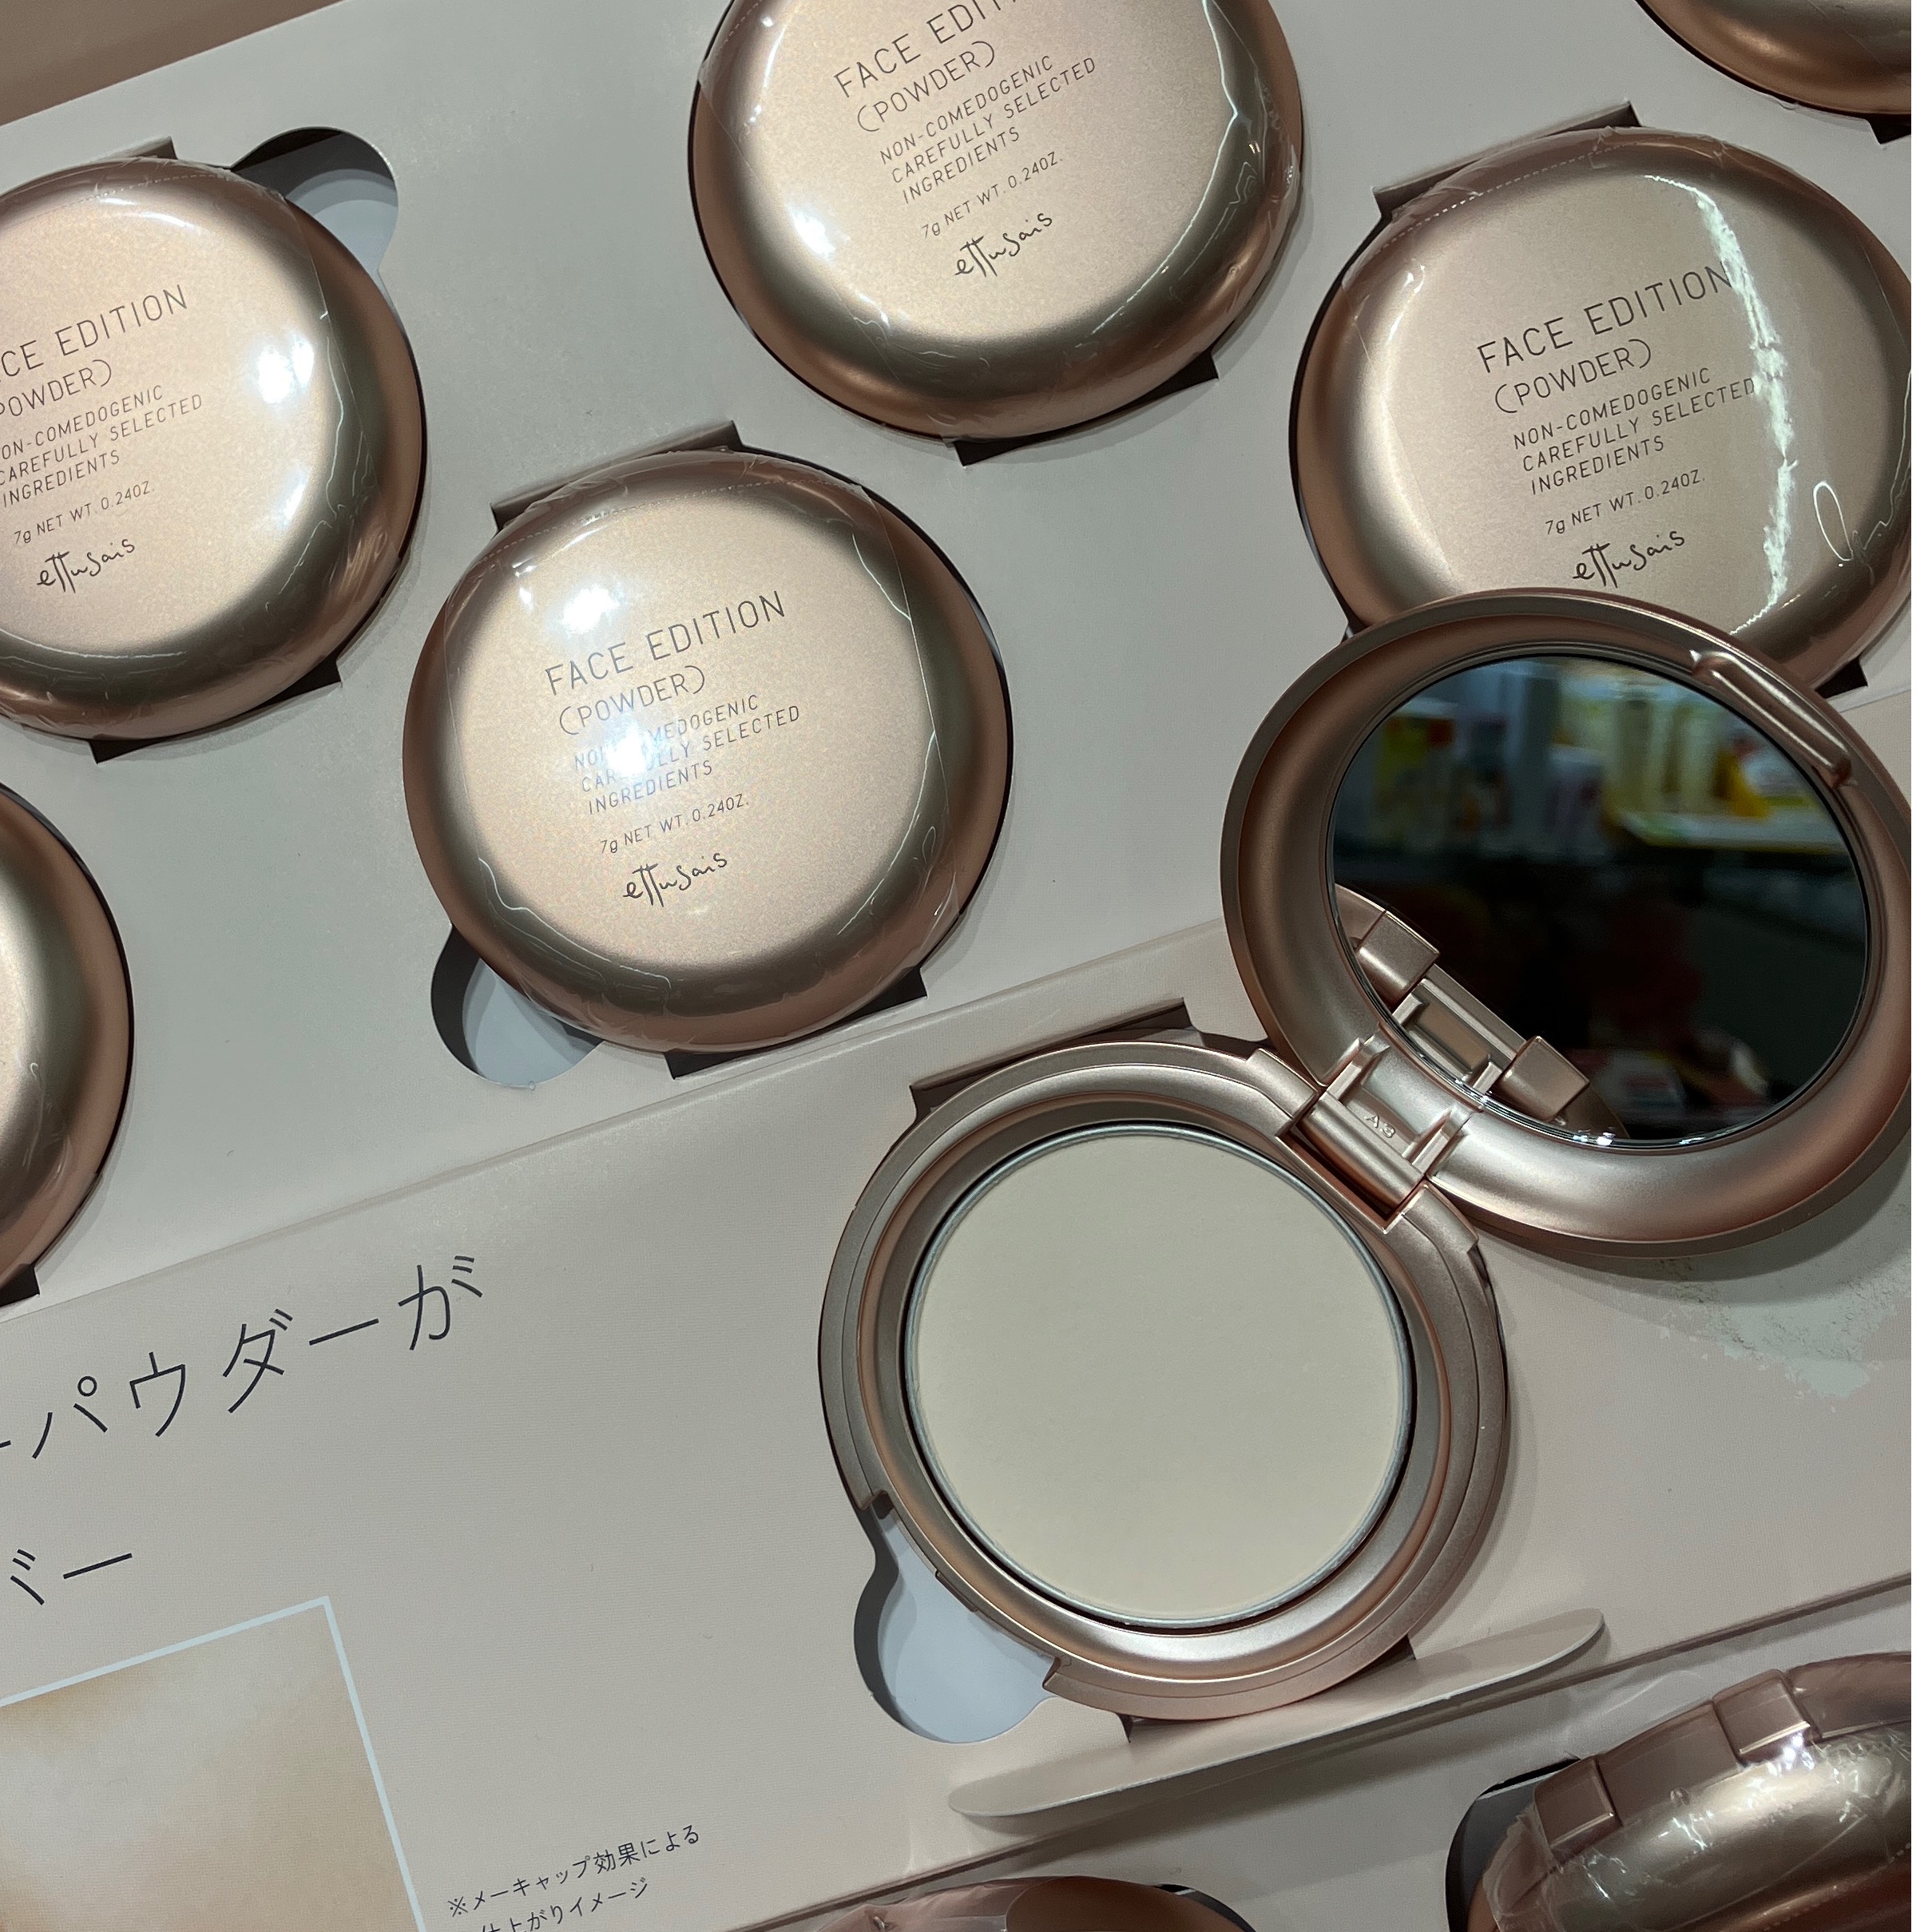 FACE EDITI
(POWDER)
NON-COMEDOGENIC
CAREFULLY SELECTED
INGREDIENTS
7g NET WT. 0.24OZ.
ettusais
CE EDITION
POWDER)
ON-COMEDOGENIC
CAREFULLY SELECTED
INGREDIENTS
7g NET WT. 0.24OZ.
ettusais
FACE EDITION
(POWDER)
NON-COMEDOGENIC
CAREFULLY SELECTED
INGREDIENTS
7g NET WT. 0.24OZ.
ettusais
FACE EDITION
(POWDER)
NON-COMEDOGENIC
CAREFULLY SELECTED
INGREDIENTS
7g NET WT. 0.24OZ.
ettusais
A3
ーパウダーが
バー
※メーキャップ効果による
仕上がりイメージ